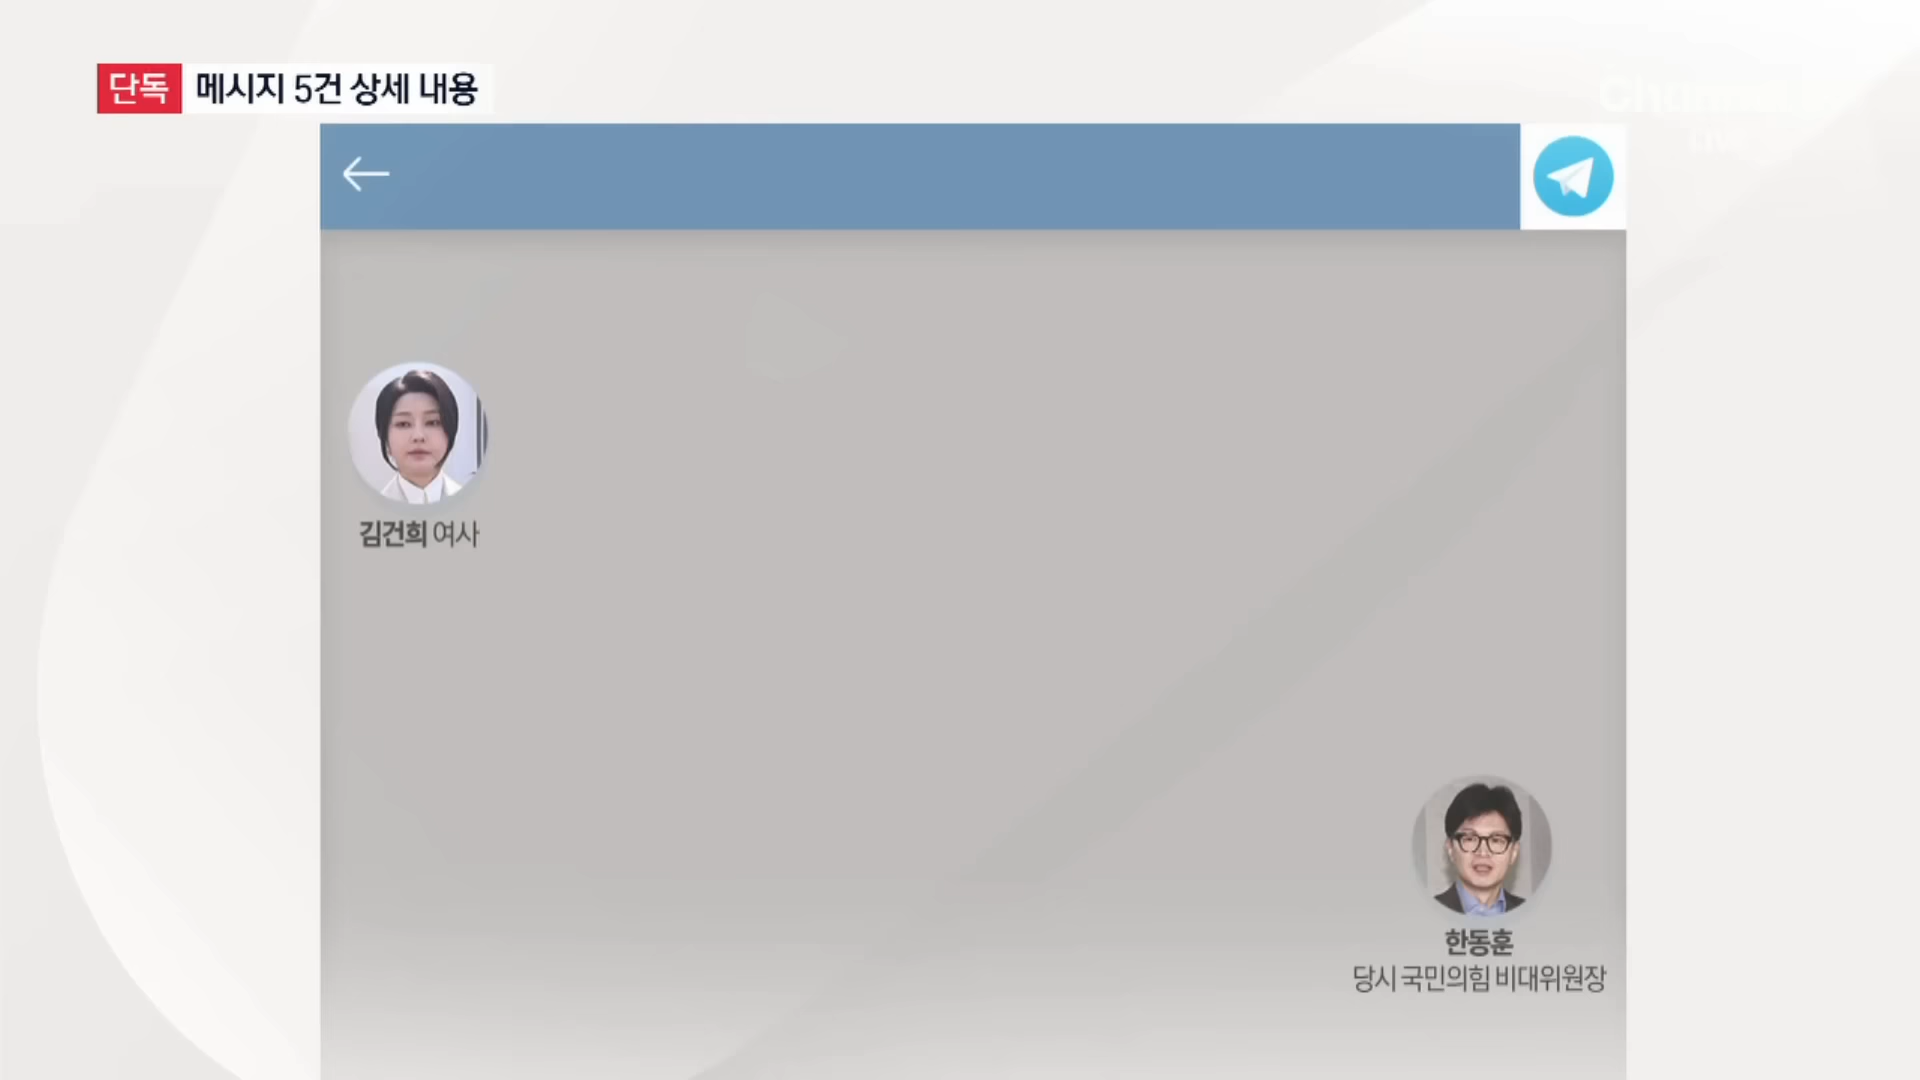 단독 메시지 5건 상세 내용
김건희 여사
한동훈
당시 국민의힘 비대위원장